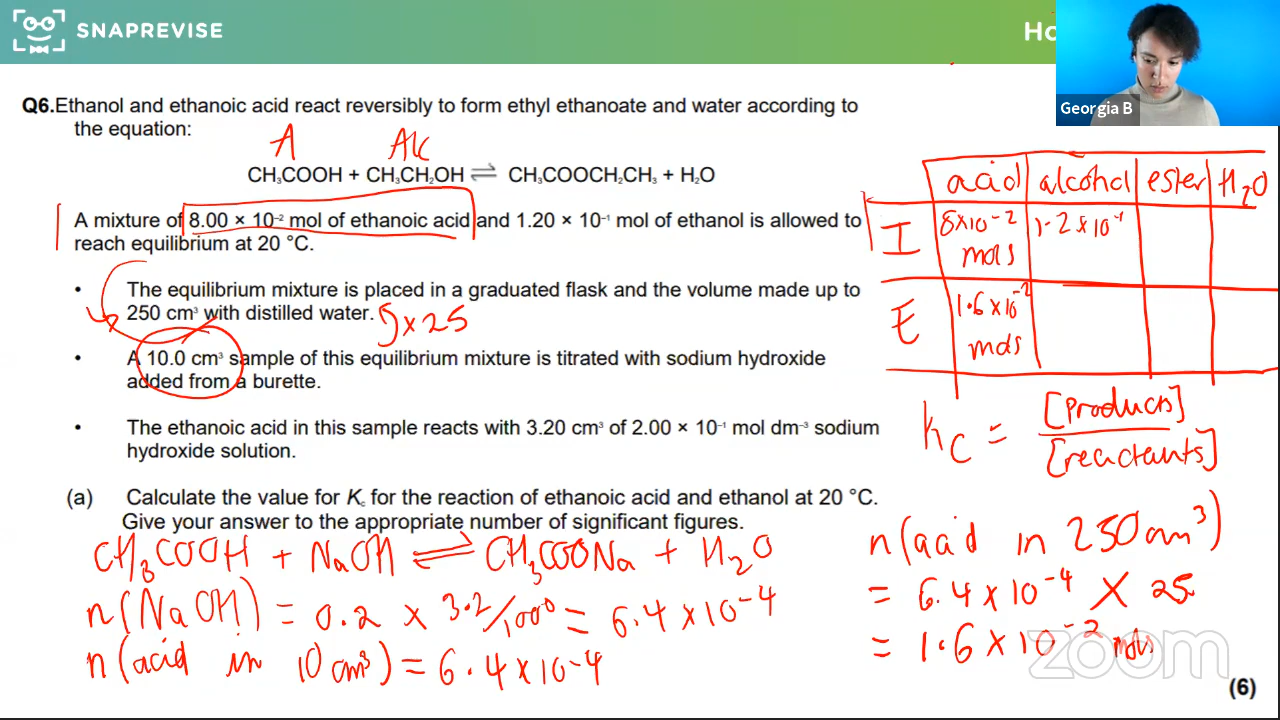 SNAPREVISE
Ho
Georgia B
Q6.Ethanol and ethanoic acid react reversibly to form ethyl ethanoate and water according to
the equation:
A AlC
CH₃COOH + CH₃CH₂OH ⇌ CH₃COOCH₂CH₃ + H₂O
A mixture of 8.00 × 10⁻² mol of ethanoic acid and 1.20 × 10⁻¹ mol of ethanol is allowed to
reach equilibrium at 20 °C.
• The equilibrium mixture is placed in a graduated flask and the volume made up to
250 cm³ with distilled water.
×25
• A 10.0 cm³ sample of this equilibrium mixture is titrated with sodium hydroxide
added from a burette.
• The ethanoic acid in this sample reacts with 3.20 cm³ of 2.00 × 10⁻¹ mol dm⁻³ sodium
hydroxide solution.
(a) Calculate the value for Kc for the reaction of ethanoic acid and ethanol at 20 °C.
Give your answer to the appropriate number of significant figures.
CH₃COOH + NaOH ⇌ CH₃COONa + H₂O
n(NaOH) = 0.2 × 3.2/1000 = 6.4 × 10⁻⁴
n(acid in 10cm³) = 6.4 × 10⁻⁴
acid alcohol ester H₂O
I 8×10⁻² 1.2×10⁻¹
mols
E 1.6×10⁻²
mols
Kc = [products]
[reactants]
n(acid in 250cm³)
= 6.4 × 10⁻⁴ × 25
= 1.6 × 10⁻² mols
zoom
(6)